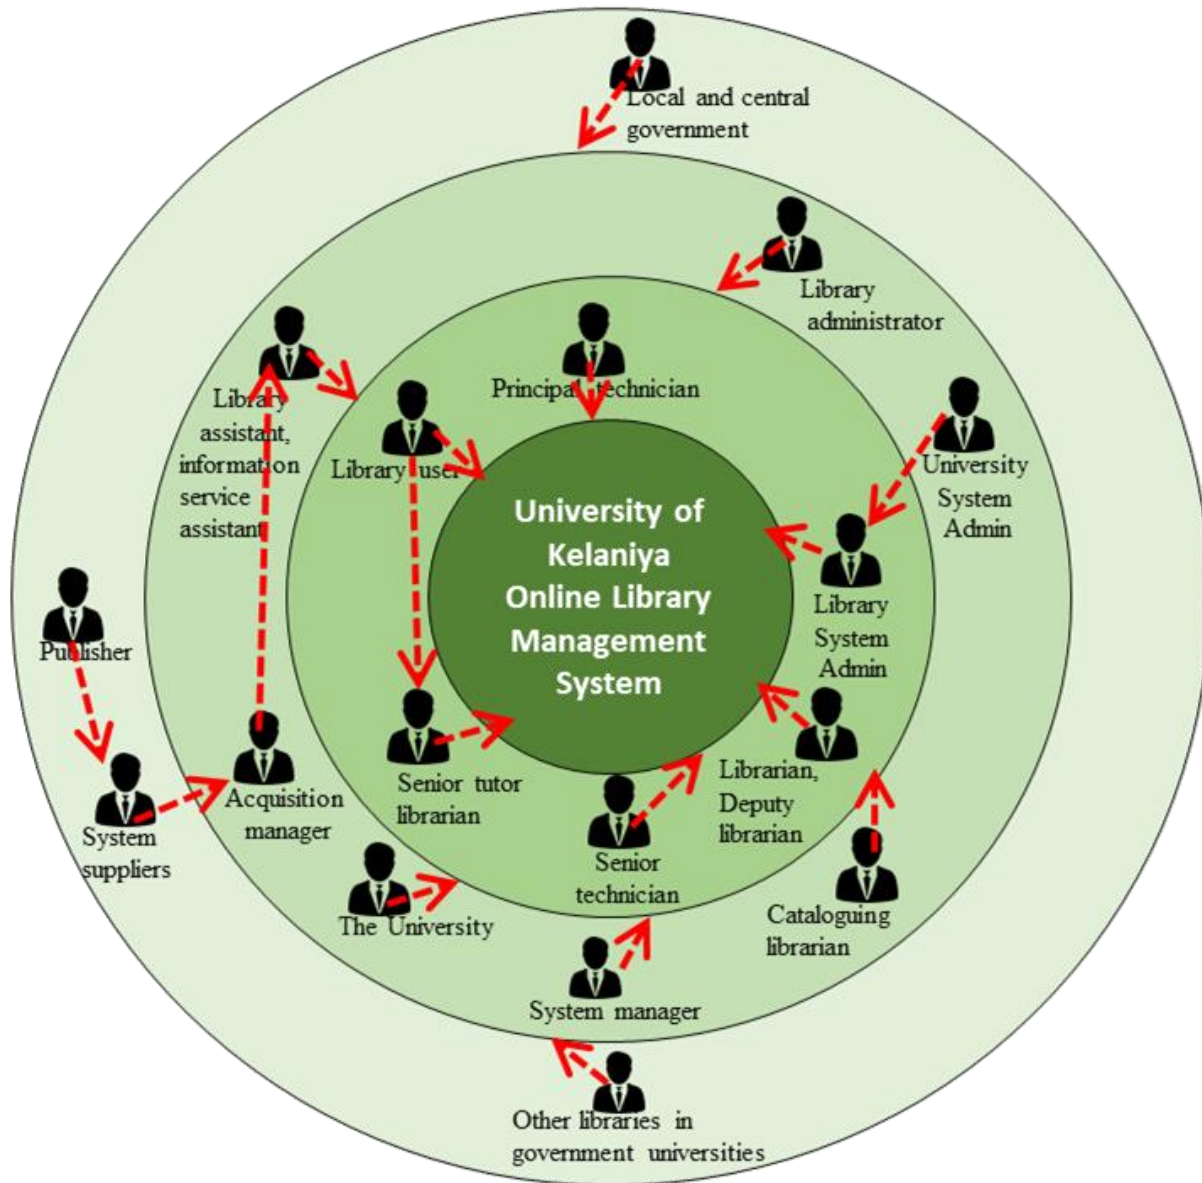 Local and central
government
Library
administrator
Principal technician
Library
assistant,
information
service
assistant
Library user
University
System
Admin
University of
Kelaniya
Online Library
Management
System
Library
System
Admin
Publisher
System
suppliers
Acquisition
manager
Senior tutor
librarian
Librarian,
Deputy
librarian
Senior
technician
The University
Cataloguing
librarian
System manager
Other libraries in
government universities